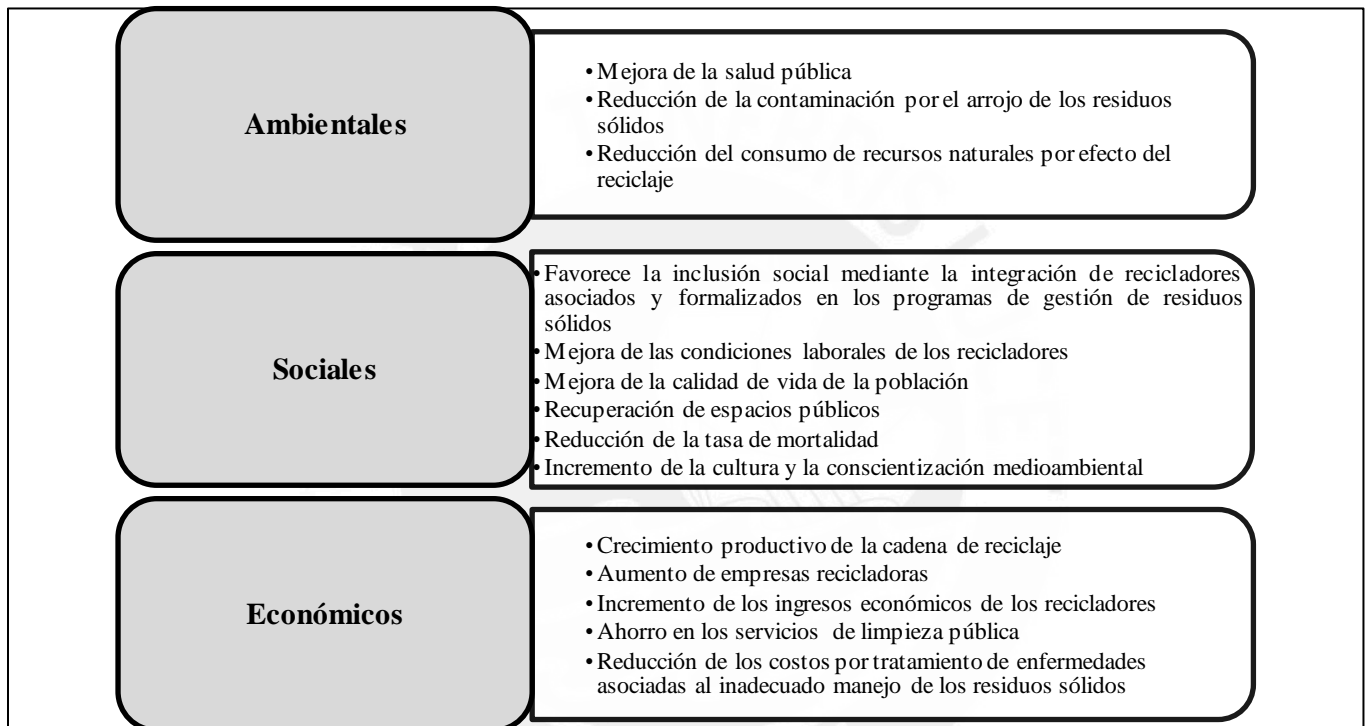 Ambientales
• Mejora de la salud pública
• Reducción de la contaminación por el arrojo de los residuos
sólidos
• Reducción del consumo de recursos naturales por efecto del
reciclaje
Sociales
• Favorece la inclusión social mediante la integración de recicladores
asociados y formalizados en los programas de gestión de residuos
sólidos
• Mejora de las condiciones laborales de los recicladores
• Mejora de la calidad de vida de la población
• Recuperación de espacios públicos
• Reducción de la tasa de mortalidad
• Incremento de la cultura y la conscientización medioambiental
Económicos
• Crecimiento productivo de la cadena de reciclaje
• Aumento de empresas recicladoras
• Incremento de los ingresos económicos de los recicladores
• Ahorro en los servicios de limpieza pública
• Reducción de los costos por tratamiento de enfermedades
asociadas al inadecuado manejo de los residuos sólidos